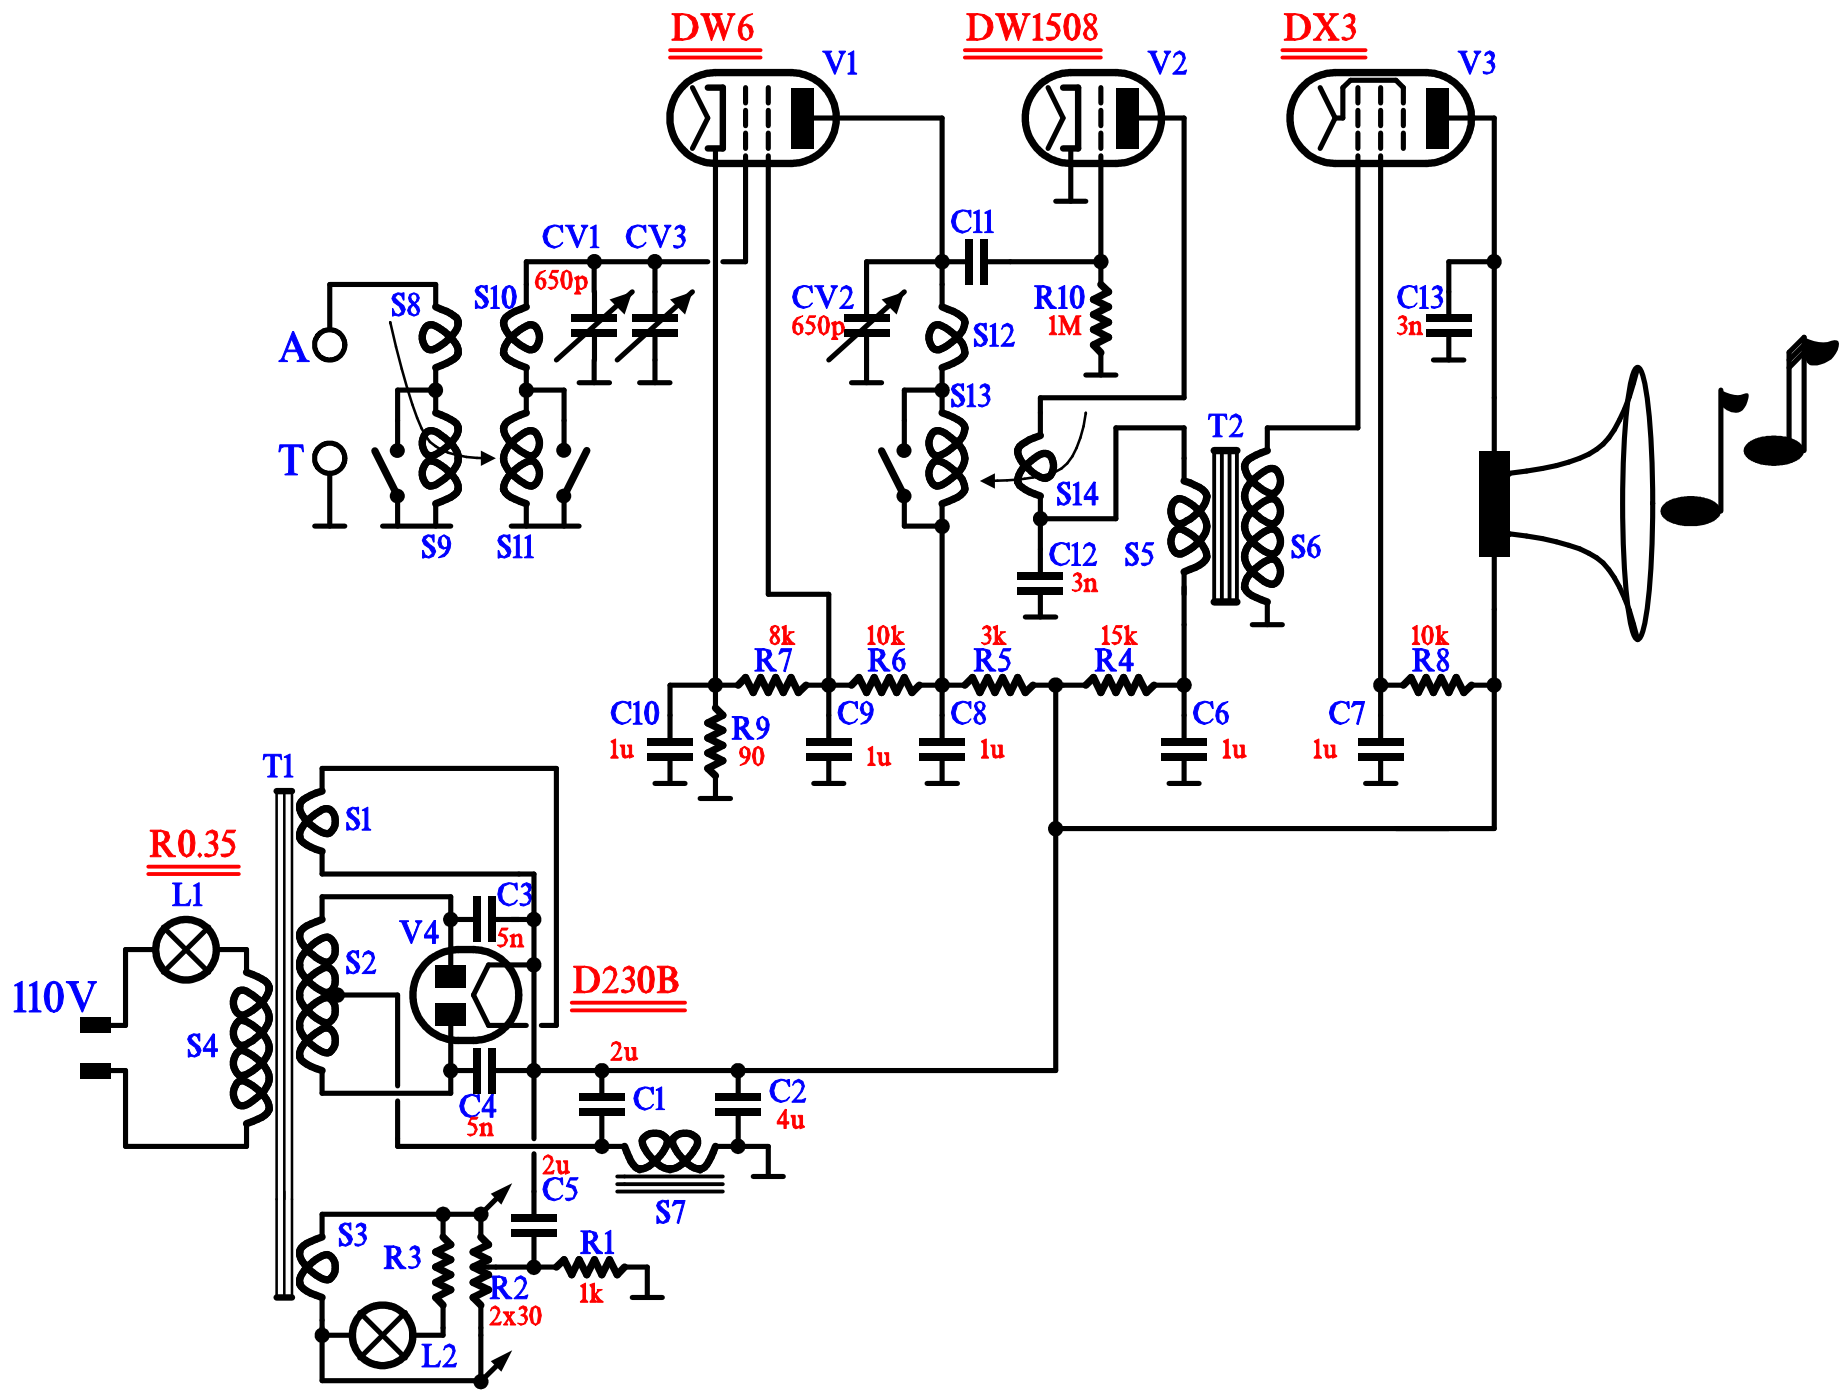 DW6
DW1508
DX3
V1
V2
V3
C11
CV1
CV3
650p
S8
S10
CV2
650p
R10
1M
C13
3n
A
S12
S13
T
T2
S14
S9
S11
C12
3n
S5
S6
8k
10k
3k
15k
10k
R7
R6
R5
R4
R8
C10
1u
R9
90
C9
1u
C8
1u
C6
1u
C7
1u
T1
S1
R0.35
L1
C3
5n
V4
S2
D230B
110V
S4
2u
C4
5n
C1
C2
4u
2u
C5
S7
S3
R3
R1
1k
R2
2x30
L2